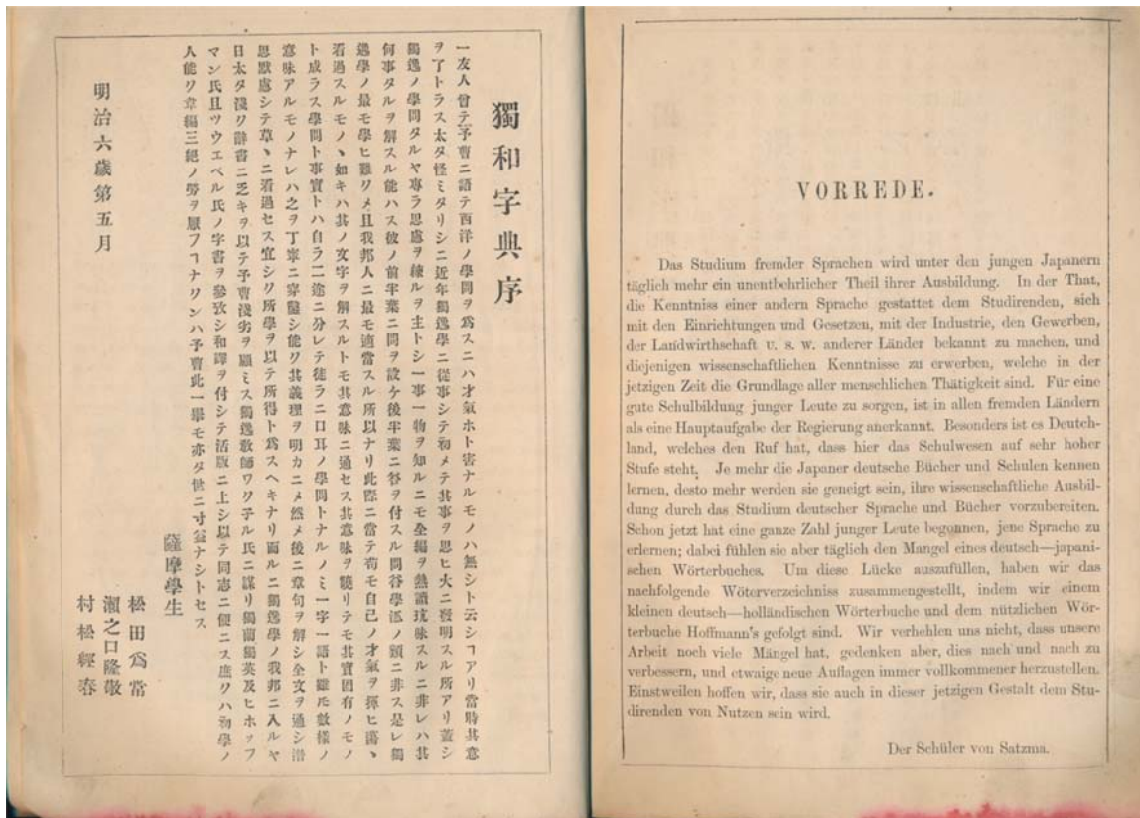 獨和字典序
一友人曾テ予曹ニ語テ西洋ノ學問ヲ爲スニハ才氣ホト害ナルモノハ無シト云シヿアリ當時其意
ヲ了トラス太タ怪ミタリシニ近年獨逸學ニ從事シテ初メテ其事ヲ思ヒ大ニ發明スル所アリ蓋シ
獨逸ノ學問タルヤ專ラ思慮ヲ練ルヲ主トシ一事一物ヲ知ルニモ全編ヲ熟讀玩味スルニ非レハ其
何事タルヲ解スル能ハス彼ノ前半葉ニ問ヲ設ケ後半葉ニ答ヲ付スル問答學派ノ類ニ非ス是レ獨
逸學ノ最モ學ヒ難クメ且我邦人ニ最モ適當スル所以ナリ此際ニ當テ苟モ自己ノ才氣ヲ揮ヒ蕩ヽ
看過スルモノヽ如キハ其ノ文字ヲ解スルトモ其意味ニ通セス其意味ヲ曉リテモ其實固有ノモノ
ト成ラス學問ト事實トハ自ラ二途ニ分レテ徒ラニ口耳ノ學問トナルノミ一字一語ト雖𪜈數樣ノ
意味アルモノナレハ之ヲ丁寧ニ穿鑿シ能ク其義理ヲ明カニメ然メ後ニ章句ヲ解シ全文ヲ通シ潜
思默慮シテ草ヽニ看過セス宜シク所學ヲ以テ所得ト爲スヘキナリ而ルニ獨逸學ノ我邦ニ入ルヤ
日太タ淺ク辭書ニ乏キヲ以テ予曹淺劣ヲ顧ミス獨逸敎師ワク子ル氏ニ謀リ獨蘭獨英及ヒホッフ
マン氏且ツウエベル氏ノ字書ヲ參攷シ和譯ヲ付シテ活版ニ上シ以テ同志ニ便ニス庶クハ初學ノ
人能ク韋編三絕ノ勞ヲ厭フヿナクンハ予曹此一擧モ亦タ世ニ寸益ナシトセス
薩摩學生
松田爲常
瀨之口隆敬
村松經春
明治六歲第五月
VORREDE.
Das Studium fremder Sprachen wird unter den jungen Japanern
täglich mehr ein unentbehrlicher Theil ihrer Ausbildung. In der That,
die Kenntniss einer andern Sprache gestattet dem Studirenden, sich
mit den Einrichtungen und Gesetzen, mit der Industrie, den Gewerben,
der Landwirthschaft U. S. W. anderer Länder bekannt zu machen, und
diejenigen wissenschaftlichen Kenntnisse zu erwerben, welche in der
jetzigen Zeit die Grundlage aller menschlichen Thätigkeit sind. Für eine
gute Schulbildung junger Leute zu sorgen, ist in allen fremden Ländern
als eine Hauptaufgabe der Regierung anerkannt. Besonders ist es Deutch-
land, welches den Ruf hat, dass hier das Schulwesen auf sehr hoher
Stufe steht. Je mehr die Japaner deutsche Bücher und Schulen kennen
lernen, desto mehr werden sie geneigt sein, ihre wissenschaftliche Ausbil-
dung durch das Studium deutscher Sprache und Bücher vorzubereiten.
Schon jetzt hat eine ganze Zahl junger Leute begonnen, jene Sprache zu
erlernen; dabei fühlen sie aber täglich den Mangel eines deutsch—japani-
schen Wörterbuches. Um diese Lücke auszufüllen, haben wir das
nachfolgende Wöterverzeichniss zusammengestellt, indem wir einem
kleinen deutsch—holländischen Wörterbuche und dem nützlichen Wör-
terbuche Hoffmann's gefolgt sind. Wir verhehlen uns nicht, dass unsere
Arbeit noch viele Mängel hat, gedenken aber, dies nach und nach zu
verbessern, und etwaige neue Auflagen immer vollkommener herzustellen.
Einstweilen hoffen wir, dass sie auch in dieser jetzigen Gestalt dem Stu-
direnden von Nutzen sein wird.
Der Schüler von Satzma.